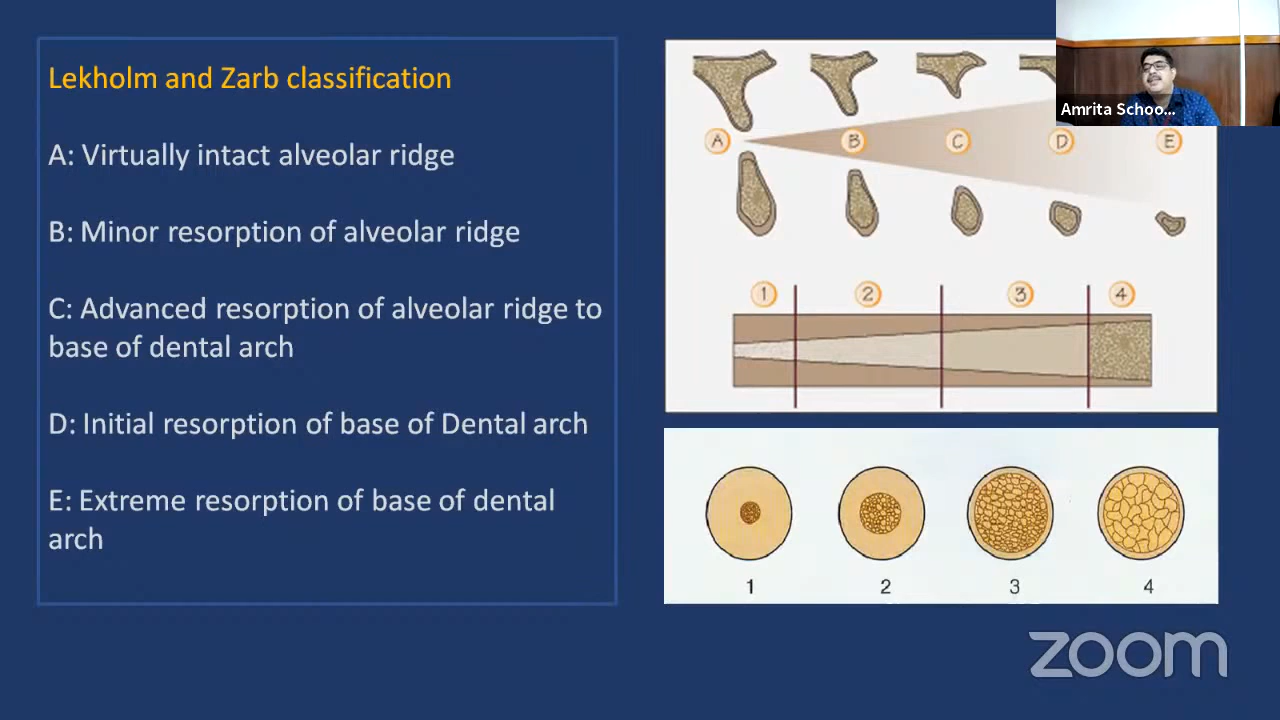 Lekholm and Zarb classification
A: Virtually intact alveolar ridge
B: Minor resorption of alveolar ridge
C: Advanced resorption of alveolar ridge to
base of dental arch
D: Initial resorption of base of Dental arch
E: Extreme resorption of base of dental
arch
Amrita Schoo...
A B C D E
1 2 3 4
1 2 3 4
zoom